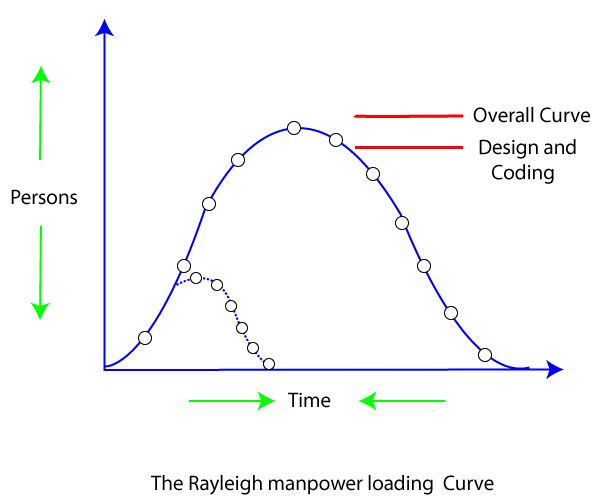 Overall Curve
Design and
Coding
Persons
Time
The Rayleigh manpower loading Curve